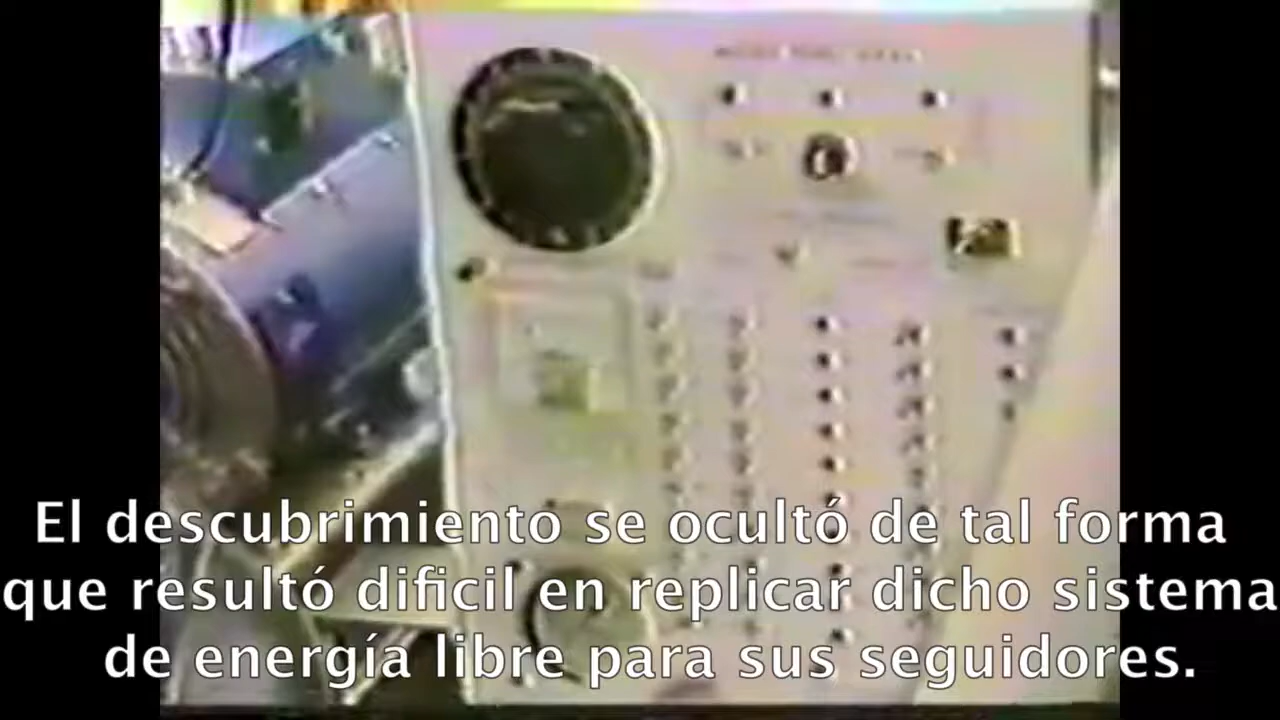 El descubrimiento se ocultó de tal forma
que resultó dificil en replicar dicho sistema
de energía libre para sus seguidores.